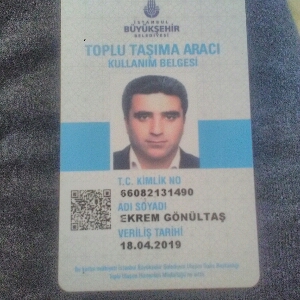 İSTANBUL
BÜYÜKŞEHİR
BELEDİYESİ
TOPLU TAŞIMA ARACI
KULLANIM BELGESİ
T.C. KİMLİK NO
66082131490
ADI SOYADI
EKREM GÖNÜLTAŞ
VERİLİŞ TARİHİ
18.04.2019